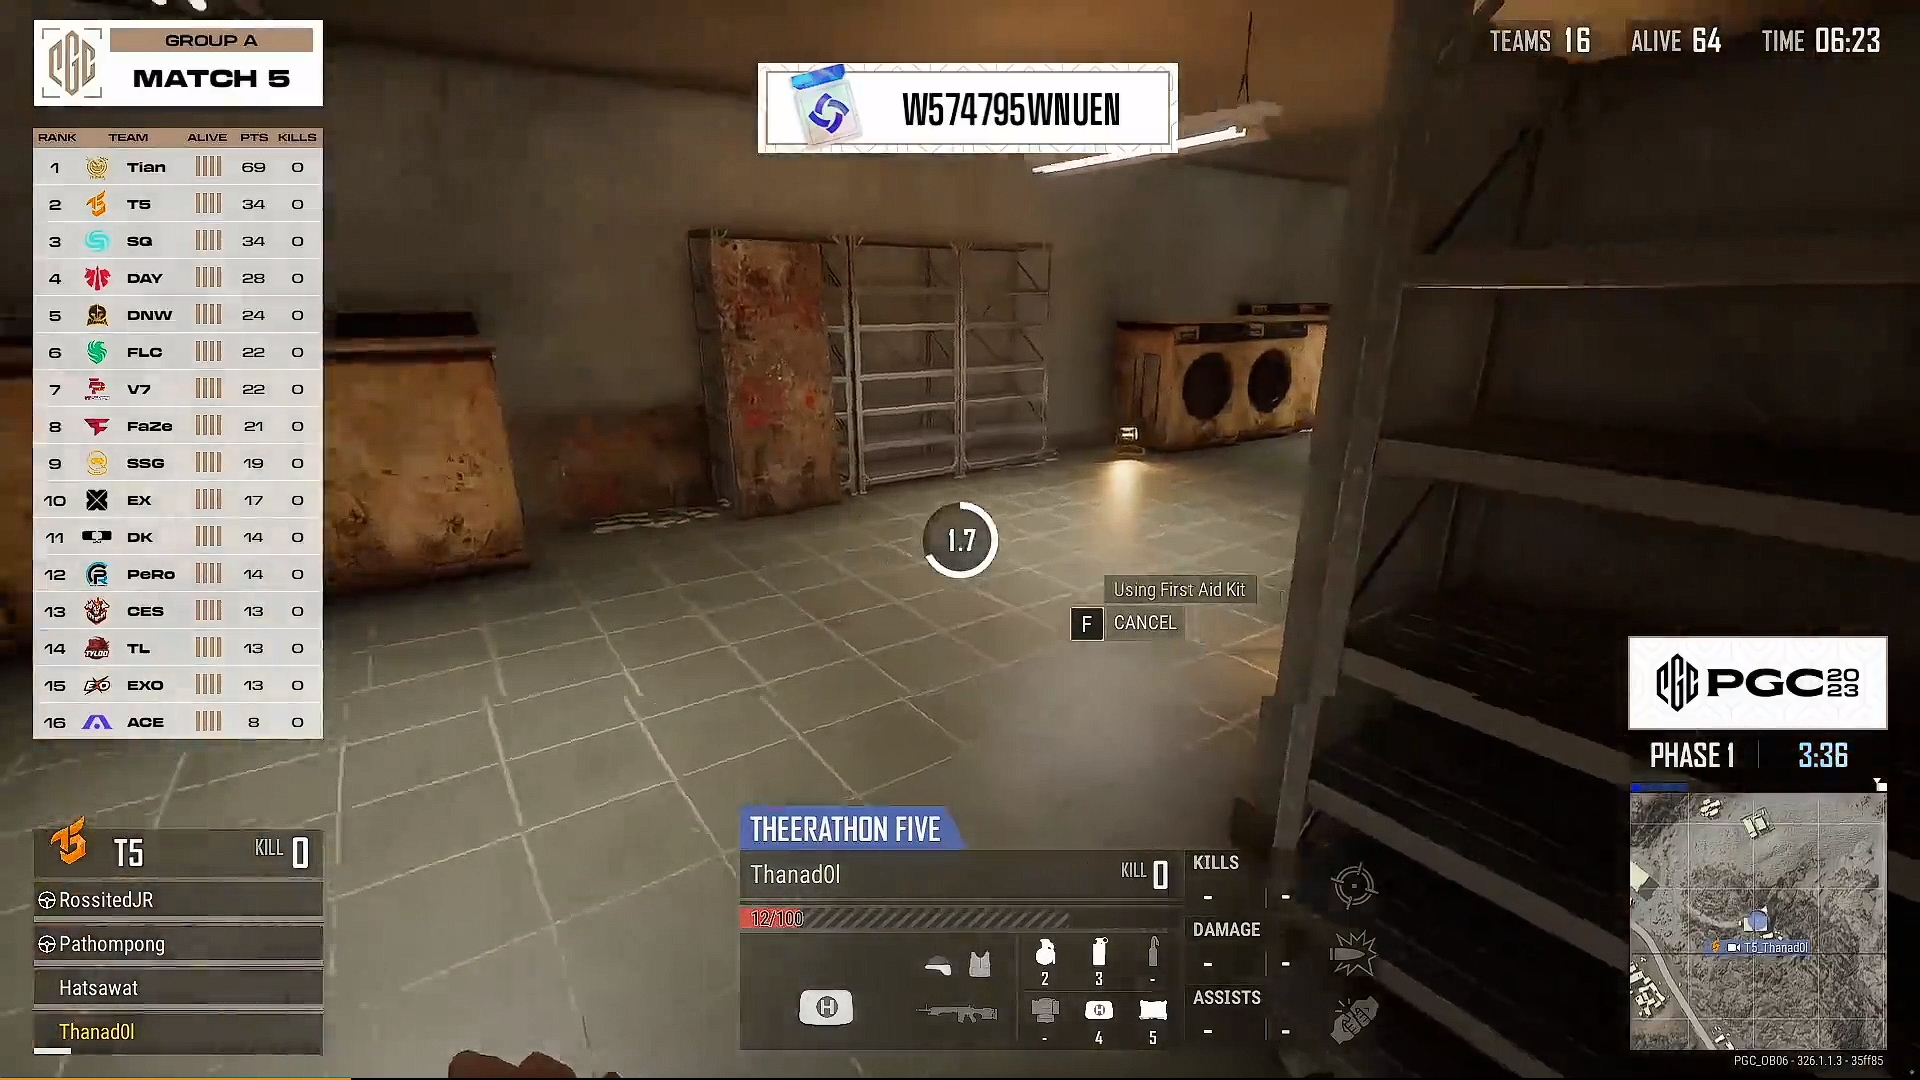 GROUP A
MATCH 5
RANK TEAM ALIVE PTS KILLS
1 Tian 69 0
2 T5 34 0
3 SQ 34 0
4 DAY 28 0
5 DNW 24 0
6 FLC 22 0
7 V7 22 0
8 FaZe 21 0
9 SSG 19 0
10 EX 17 0
11 DK 14 0
12 PeRo 14 0
13 CES 13 0
14 TL 13 0
15 EXO 13 0
16 ACE 8 0
W574795WNUEN
TEAMS 16 ALIVE 64 TIME 06:23
1.7
Using First Aid Kit
F CANCEL
PGC 2023
PHASE 1 3:36
T5_Thanad0l
PGC_OB06 - 326.1.1.3 - 35ff85
T5 KILL 0
RossitedJR
Pathompong
Hatsawat
Thanad0l
THEERATHON FIVE
Thanad0l KILL 0
12/100
2 3 -
- 4 5
KILLS
- -
DAMAGE
- -
ASSISTS
- -